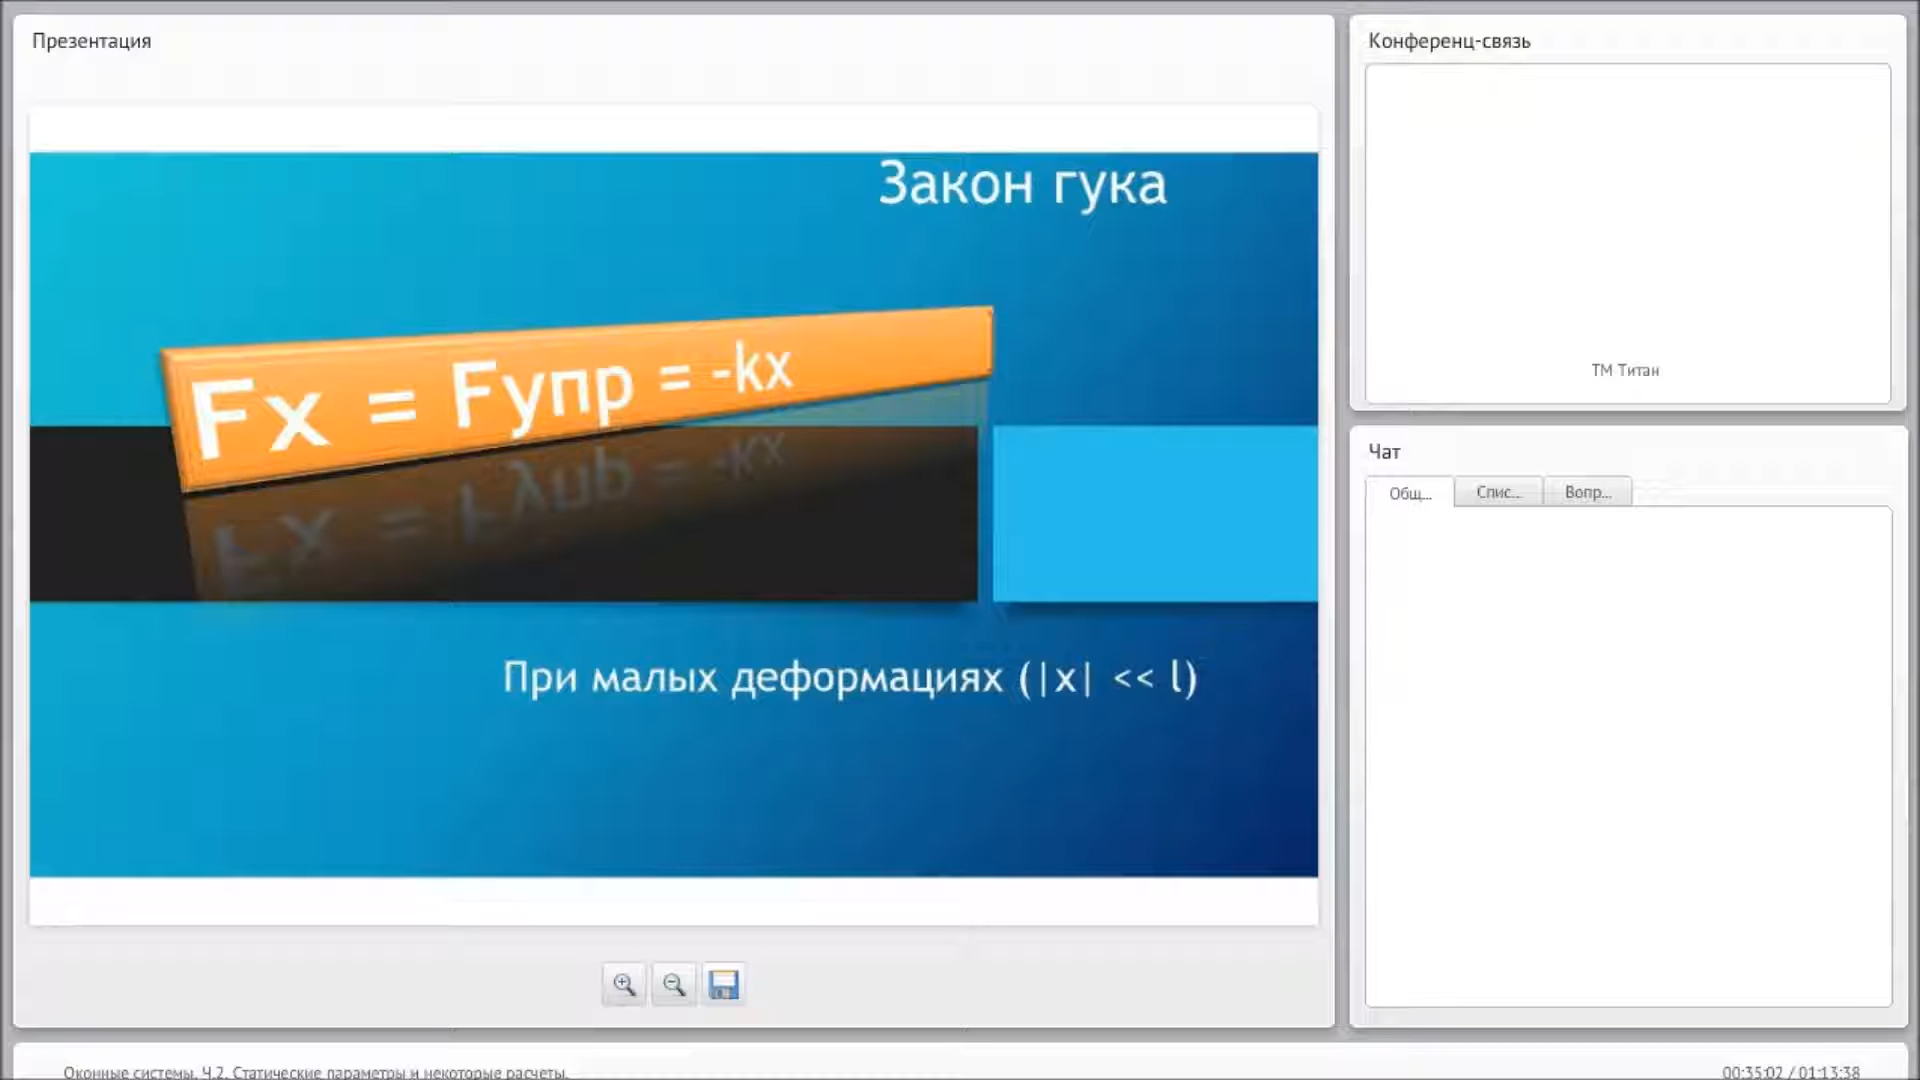 Презентация
Закон гука
Fx = Fупр = -kx
При малых деформациях (|x| << l)
Конференц-связь
ТМ Титан
Чат
Общ...
Спис...
Вопр...
Оконные системы. Ч.2. Статические параметры и некоторые расчеты.
00:35:02 / 01:13:38